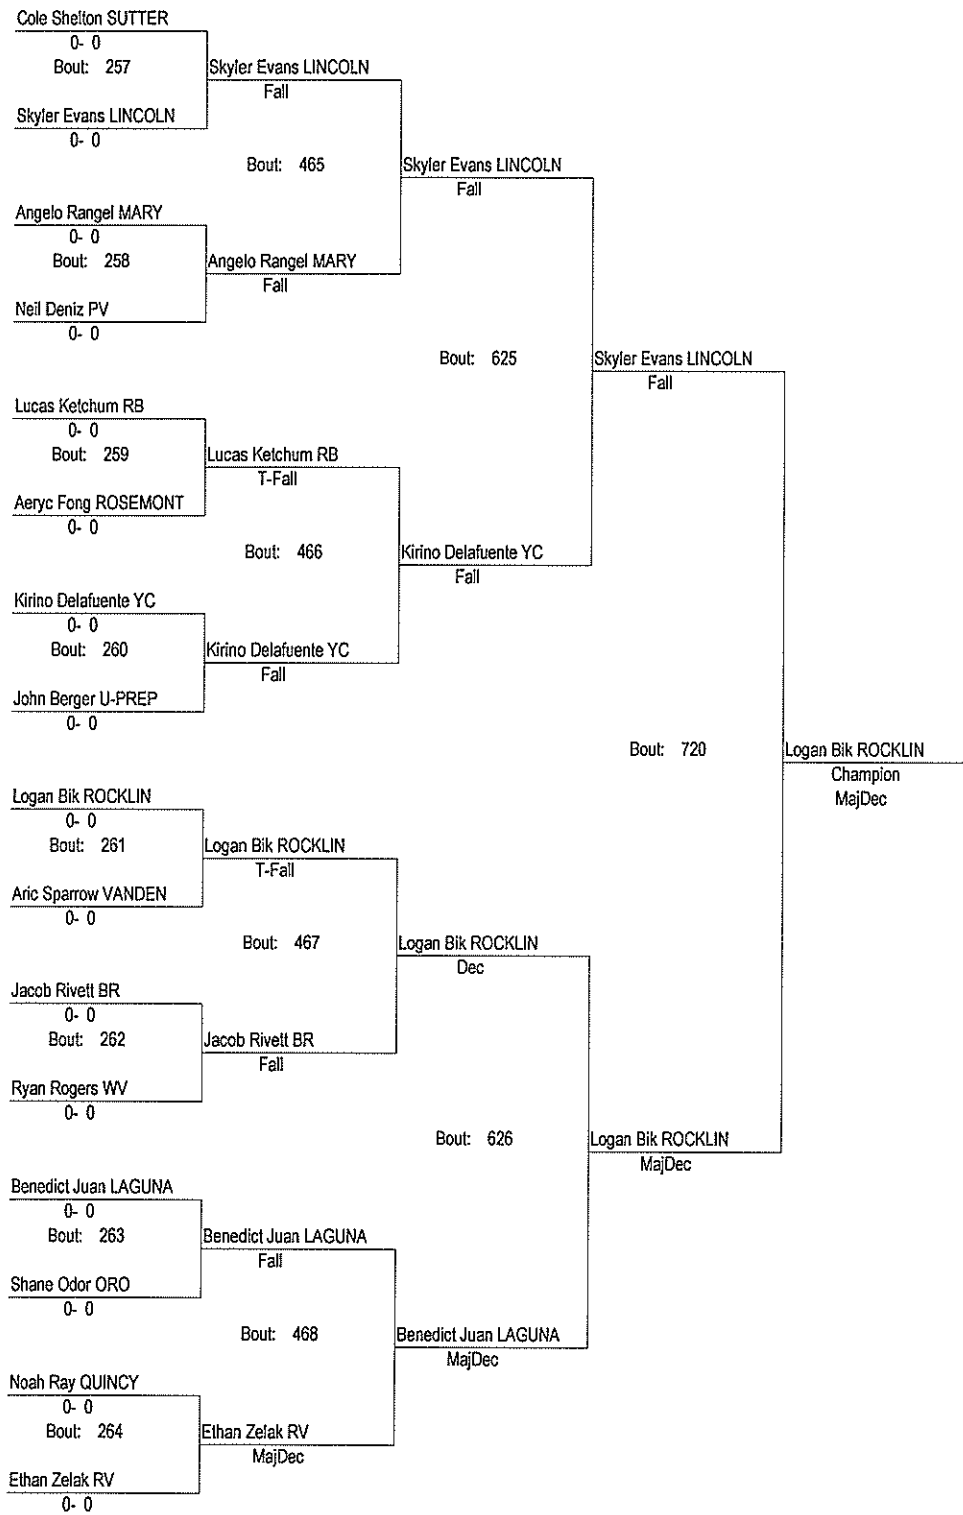 Cole Shelton SUTTER
0- 0
Bout: 257
Skyler Evans LINCOLN
Fall
Skyler Evans LINCOLN
0- 0
Bout: 465
Skyler Evans LINCOLN
Fall
Angelo Rangel MARY
0- 0
Bout: 258
Angelo Rangel MARY
Fall
Neil Deniz PV
0- 0
Bout: 625
Skyler Evans LINCOLN
Fall
Lucas Ketchum RB
0- 0
Bout: 259
Lucas Ketchum RB
T-Fall
Aeryc Fong ROSEMONT
0- 0
Bout: 466
Kirino Delafuente YC
Fall
Kirino Delafuente YC
0- 0
Bout: 260
Kirino Delafuente YC
Fall
John Berger U-PREP
0- 0
Bout: 720
Logan Bik ROCKLIN
Champion
MajDec
Logan Bik ROCKLIN
0- 0
Bout: 261
Logan Bik ROCKLIN
T-Fall
Aric Sparrow VANDEN
0- 0
Bout: 467
Logan Bik ROCKLIN
Dec
Jacob Rivett BR
0- 0
Bout: 262
Jacob Rivett BR
Fall
Ryan Rogers WV
0- 0
Bout: 626
Logan Bik ROCKLIN
MajDec
Benedict Juan LAGUNA
0- 0
Bout: 263
Benedict Juan LAGUNA
Fall
Shane Odor ORO
0- 0
Bout: 468
Benedict Juan LAGUNA
MajDec
Noah Ray QUINCY
0- 0
Bout: 264
Ethan Zelak RV
MajDec
Ethan Zelak RV
0- 0